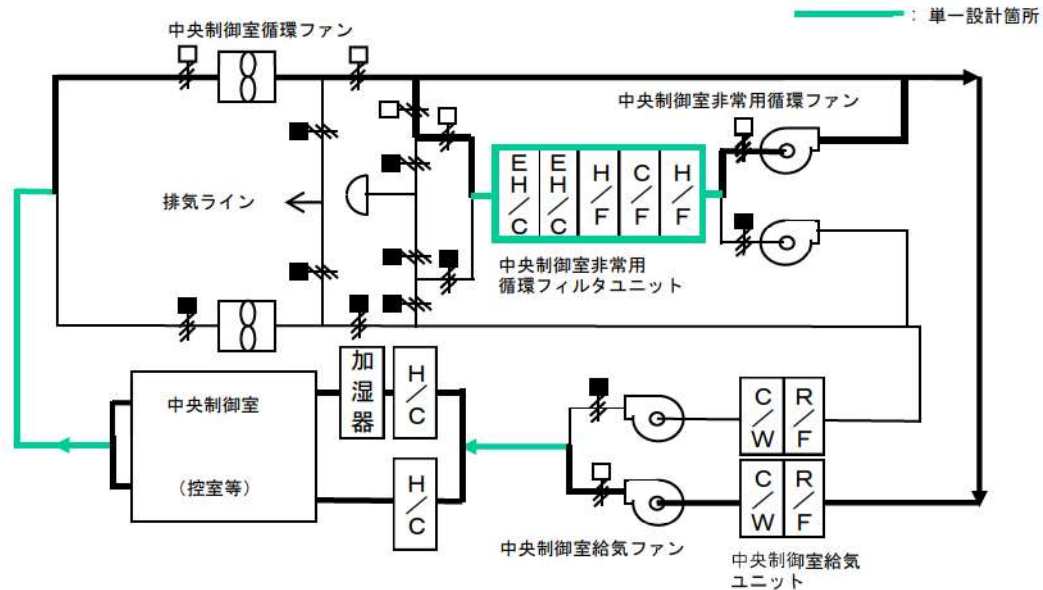 ：単一設計箇所
中央制御室循環ファン
中央制御室非常用循環ファン
排気ライン
EH/C
EH/C
H/F
C/F
H/F
中央制御室非常用
循環フィルタユニット
加湿器
H/C
中央制御室
（控室等）
H/C
C/W
R/F
C/W
R/F
中央制御室給気ファン
中央制御室給気
ユニット